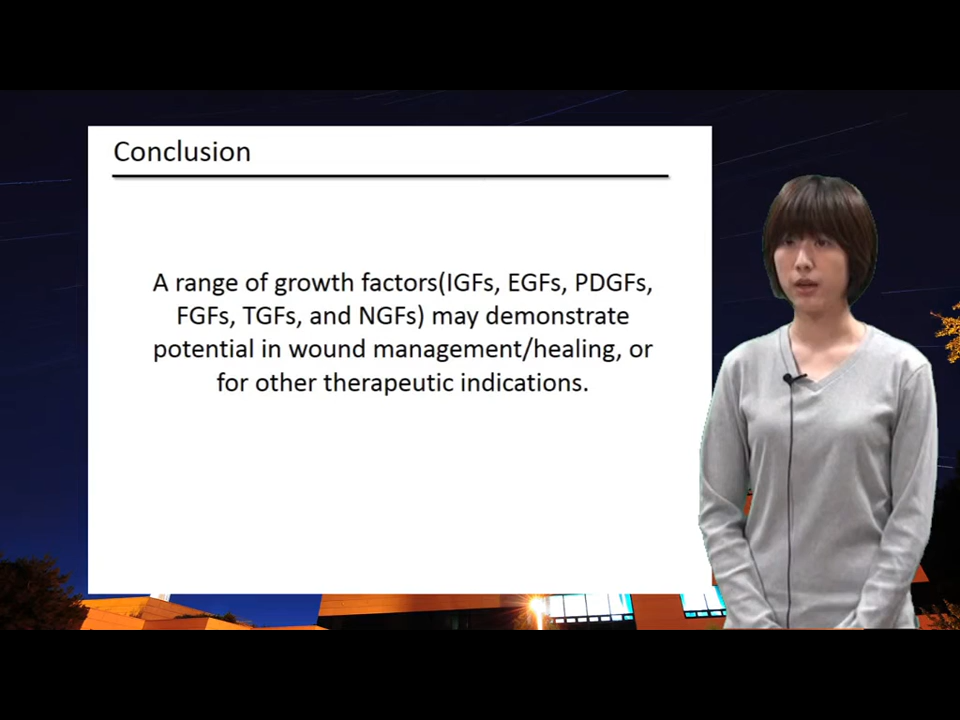 Conclusion
A range of growth factors(IGFs, EGFs, PDGFs,
FGFs, TGFs, and NGFs) may demonstrate
potential in wound management/healing, or
for other therapeutic indications.